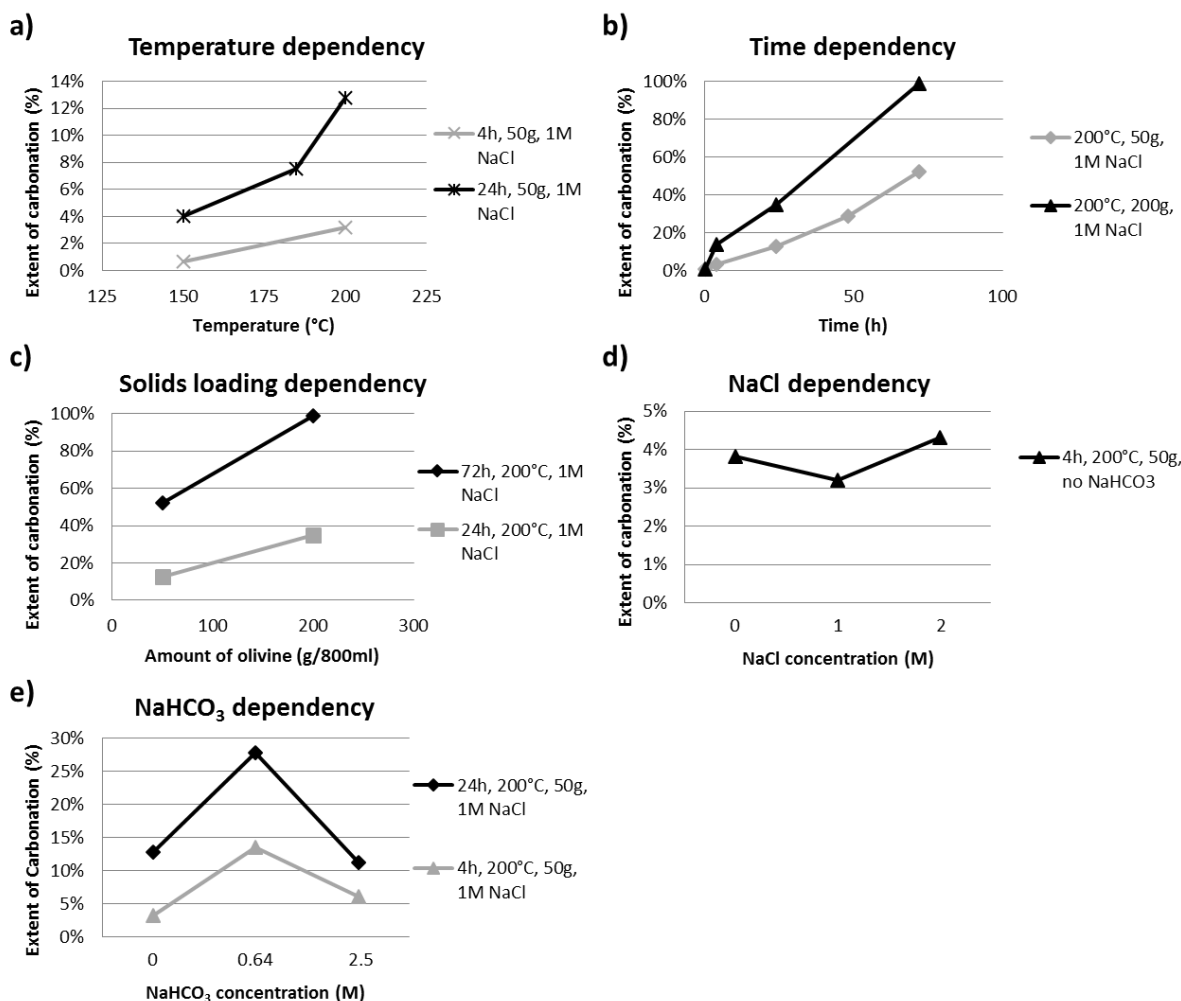 a)
Temperature dependency
Extent of carbonation (%)
14%
12%
10%
8%
6%
4%
2%
0%
125
150
175
200
225
Temperature (°C)
4h, 50g, 1M
NaCl
24h, 50g, 1M
NaCl
b)
Time dependency
Extent of carbonation (%)
100%
80%
60%
40%
20%
0%
0
50
100
Time (h)
200°C, 50g,
1M NaCl
200°C, 200g,
1M NaCl
c)
Solids loading dependency
Extent of carbonation (%)
100%
80%
60%
40%
20%
0%
0
100
200
300
Amount of olivine (g/800ml)
72h, 200°C, 1M
NaCl
24h, 200°C, 1M
NaCl
d)
NaCl dependency
Extent of carbonation (%)
5%
4%
3%
2%
1%
0%
0
1
2
NaCl concentration (M)
4h, 200°C, 50g,
no NaHCO3
e)
NaHCO₃ dependency
Extent of Carbonation (%)
30%
25%
20%
15%
10%
5%
0%
0
0.64
2.5
NaHCO₃ concentration (M)
24h, 200°C, 50g,
1M NaCl
4h, 200°C, 50g,
1M NaCl